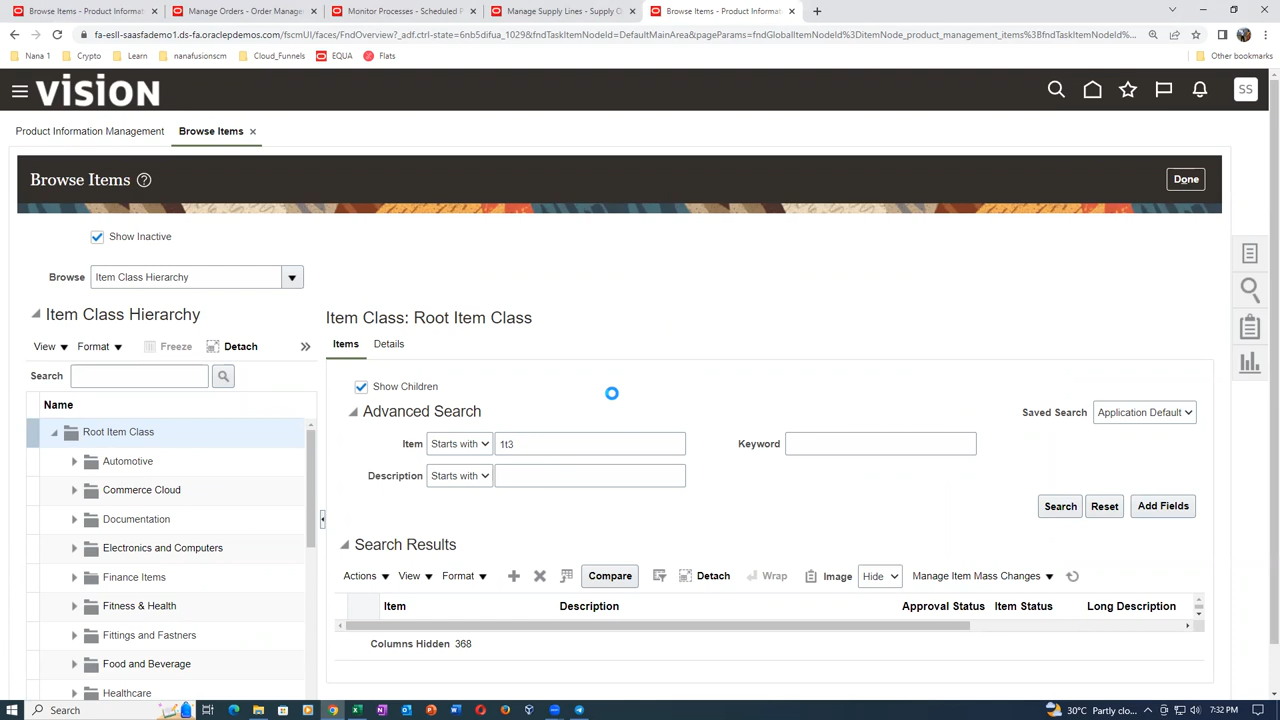 Browse Items - Product Informat
Manage Orders - Order Manage
Monitor Processes - Scheduled P
Manage Supply Lines - Supply C
Browse Items - Product Informat
fa-esll-saasfademo1.ds-fa.oraclepdemos.com/fscmUI/faces/FndOverview?_adf.ctrl-state=6nb5difua_1029&fndTaskItemNodeId=DefaultMainArea&pageParams=fndGlobalItemNodeId%3DitemNode_product_management_items%3BfndTaskItemNodeId%...
Nana 1
Crypto
Learn
nanafusionscm
Cloud_Funnels
EQUA
Flats
Other bookmarks
VISION
SS
Product Information Management
Browse Items
Browse Items
Done
Show Inactive
Browse Item Class Hierarchy
Item Class Hierarchy
View Format Freeze Detach
Search
Name
Root Item Class
Automotive
Commerce Cloud
Documentation
Electronics and Computers
Finance Items
Fitness & Health
Fittings and Fastners
Food and Beverage
Healthcare
Item Class: Root Item Class
Items Details
Show Children
Advanced Search
Saved Search Application Default
Item Starts with 1t3 Keyword
Description Starts with
Search Reset Add Fields
Search Results
Actions View Format Compare Detach Wrap Image Hide Manage Item Mass Changes
Item Description Approval Status Item Status Long Description
Columns Hidden 368
Search
30°C Partly clo...
7:32 PM